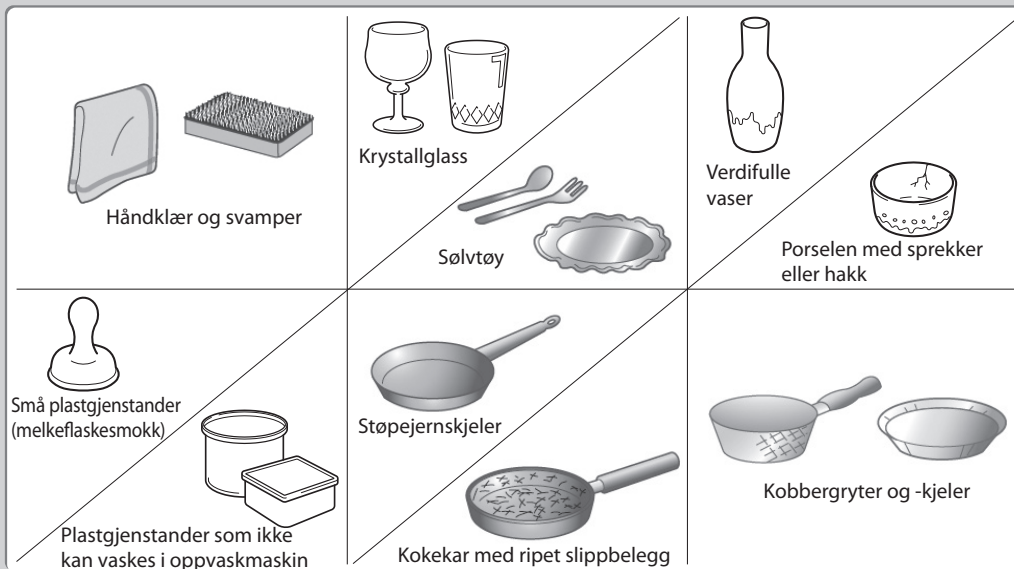 Håndklær og svamper
Krystallglass
Sølvtøy
Verdifulle
vaser
Porselen med sprekker
eller hakk
Små plastgjenstander
(melkeflaskesmokk)
Plastgjenstander som ikke
kan vaskes i oppvaskmaskin
Støpejernskjeler
Kokekar med ripet slippbelegg
Kobbergryter og -kjeler